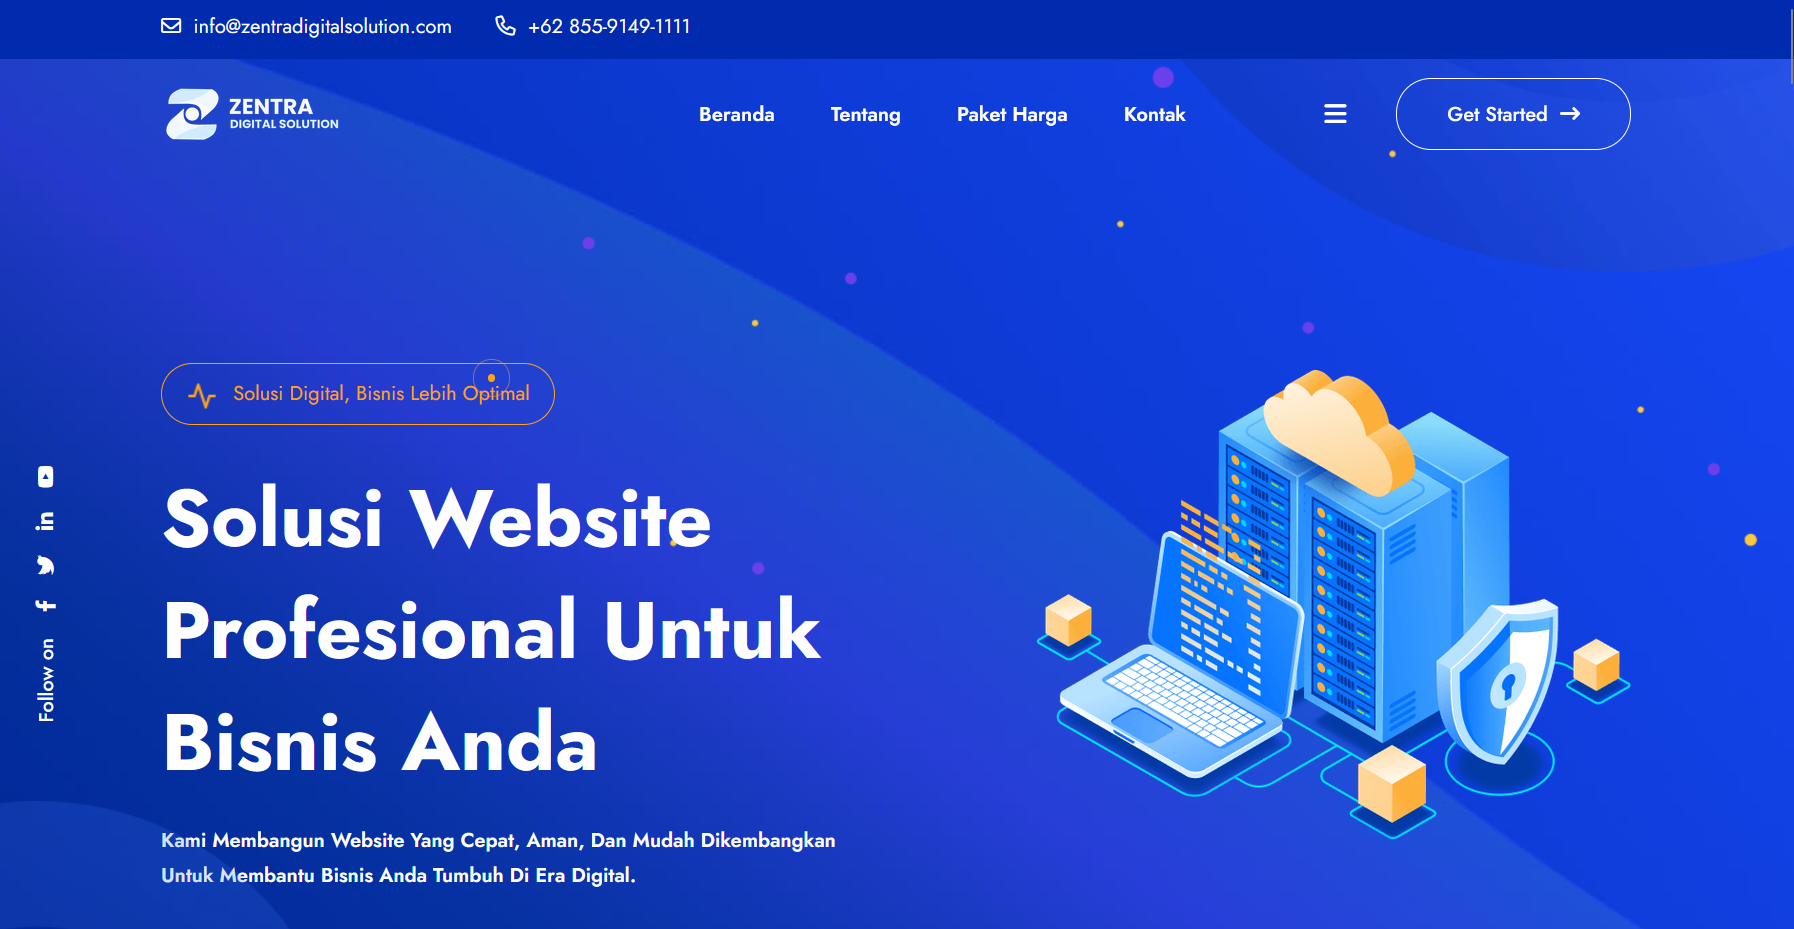 info@zentradigitalsolution.com
+62 855-9149-1111
ZENTRA
DIGITAL SOLUTION
Beranda
Tentang
Paket Harga
Kontak
Get Started
Solusi Digital, Bisnis Lebih Optimal
Solusi Website
Profesional Untuk
Bisnis Anda
Kami Membangun Website Yang Cepat, Aman, Dan Mudah Dikembangkan
Untuk Membantu Bisnis Anda Tumbuh Di Era Digital.
Follow on